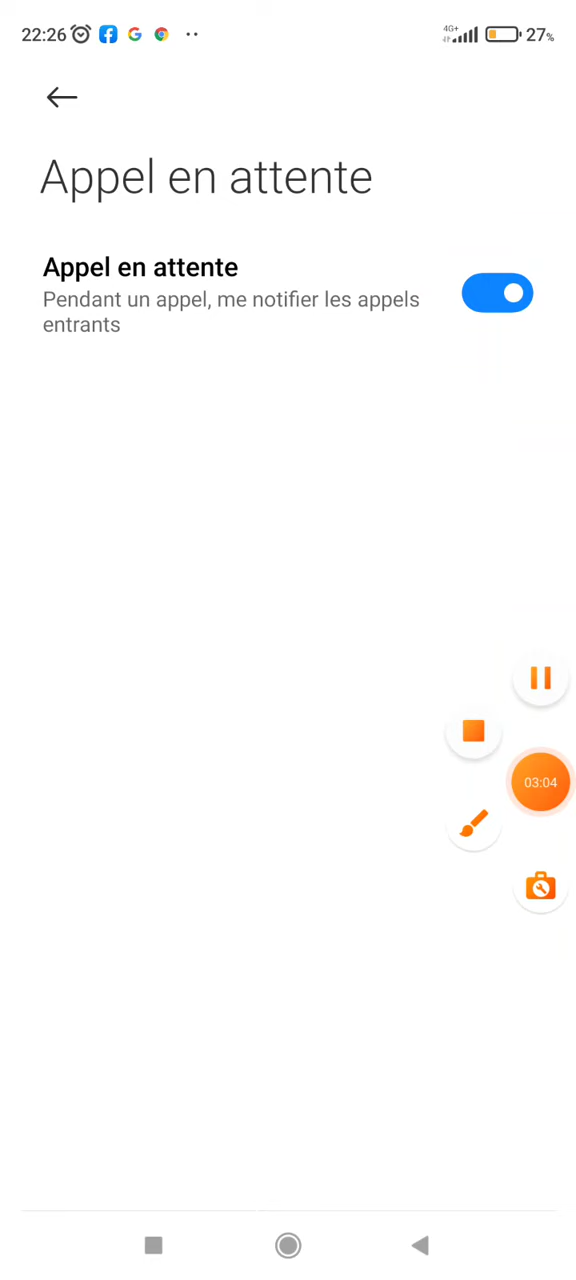 22:26 4G+ 27%
Appel en attente
Appel en attente
Pendant un appel, me notifier les appels
entrants
03:04